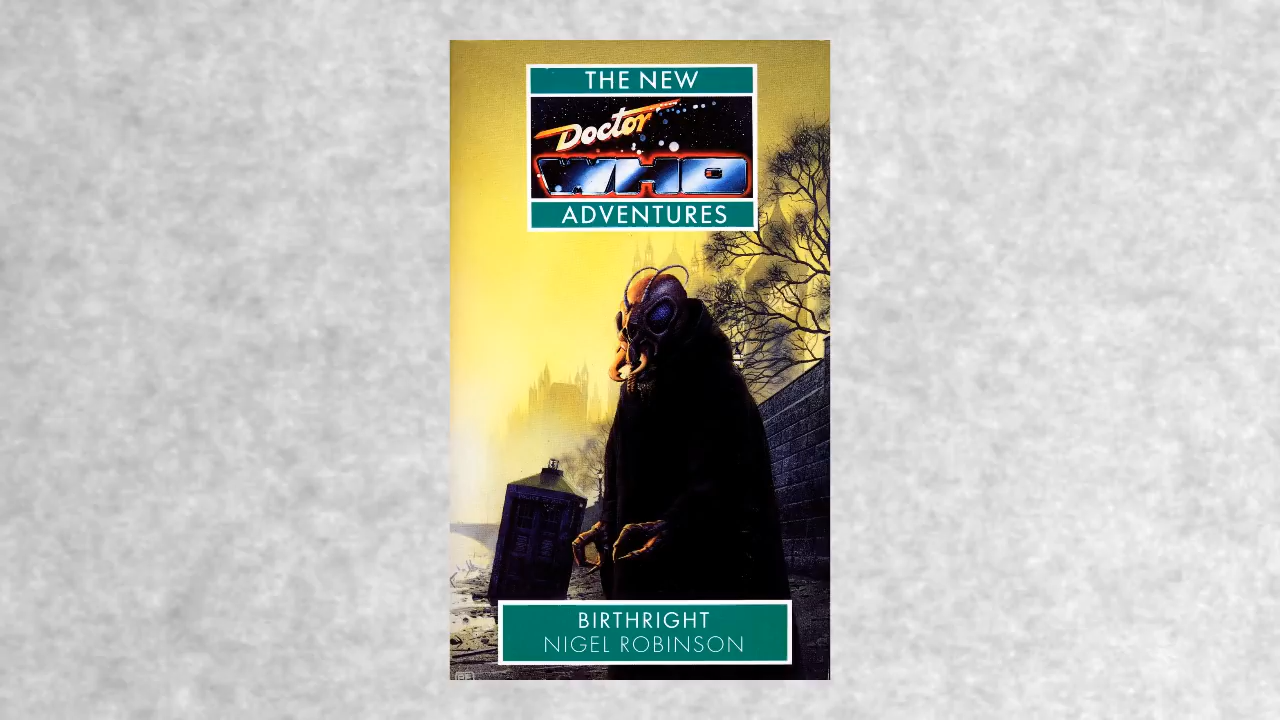 THE NEW
Doctor
WHO
ADVENTURES
BIRTHRIGHT
NIGEL ROBINSON